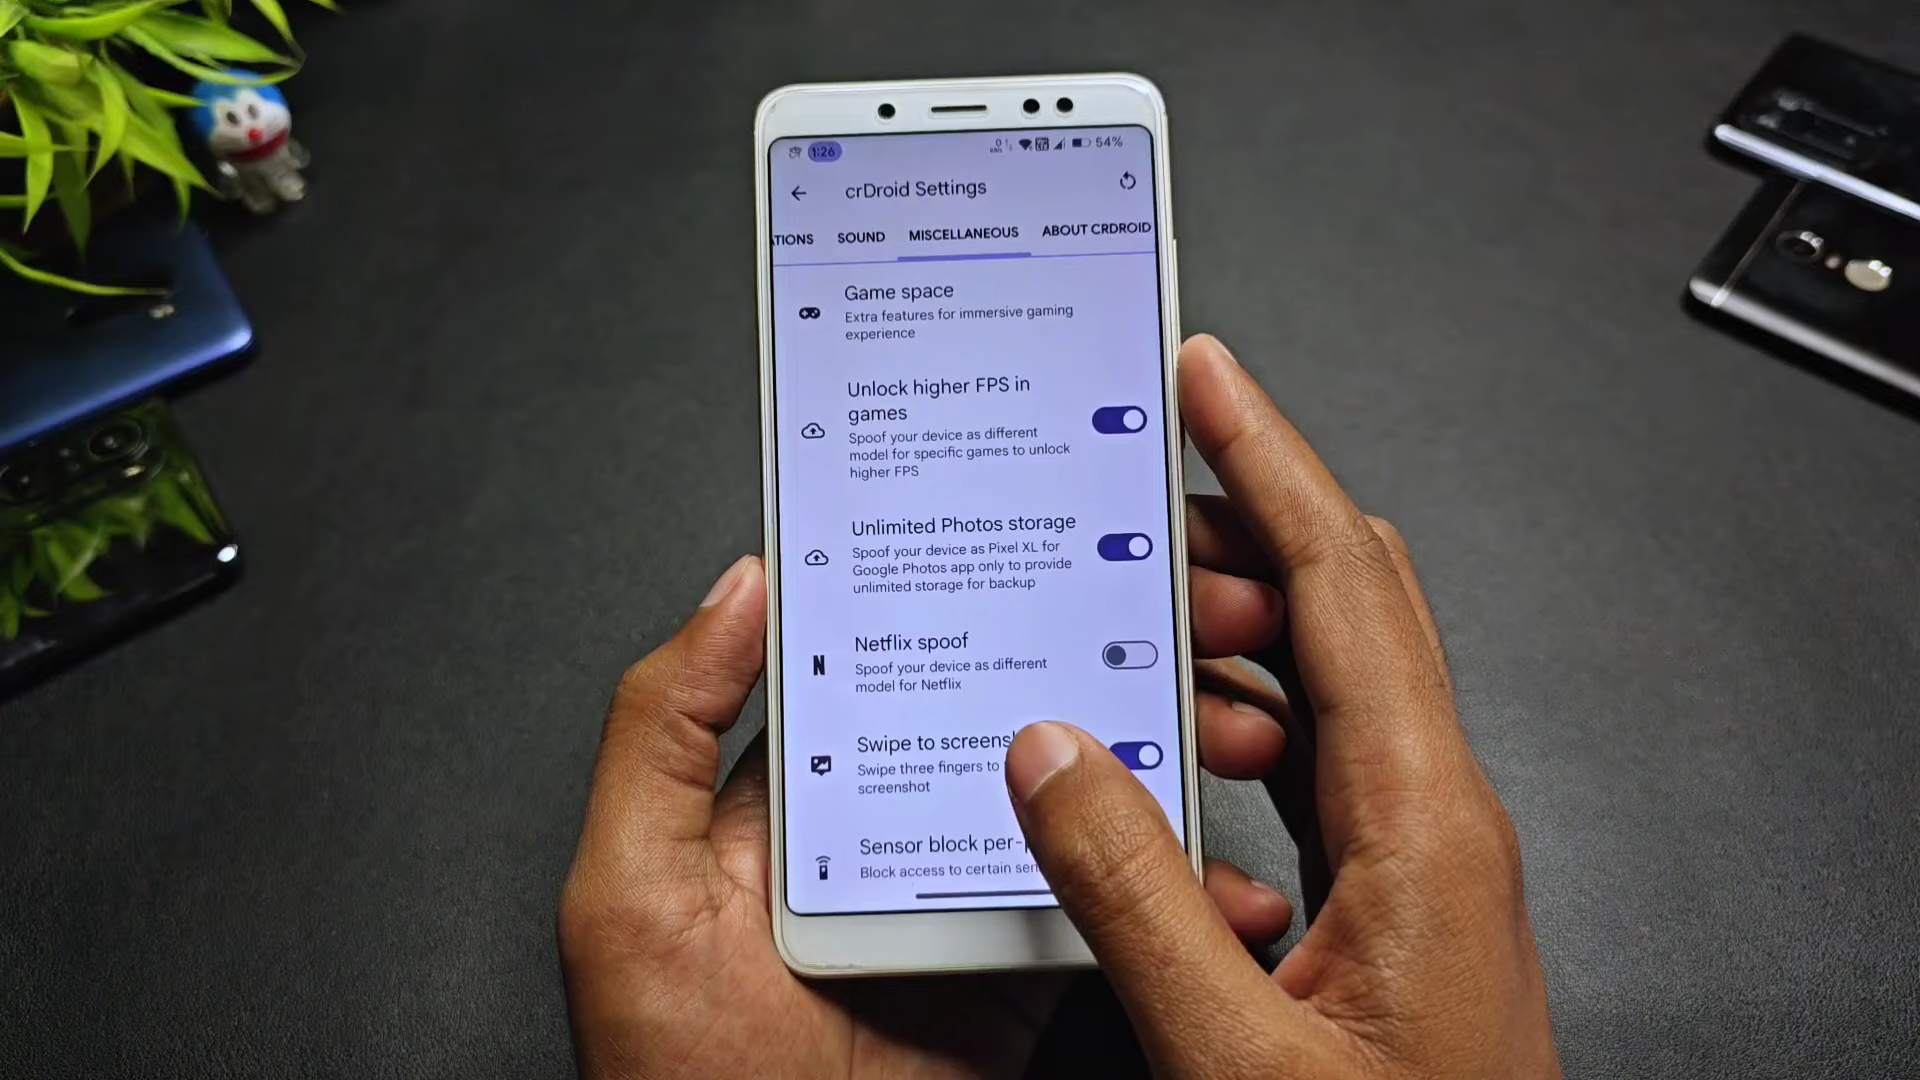 1:26
54%
crDroid Settings
ATIONS SOUND MISCELLANEOUS ABOUT CRDROID
Game space
Extra features for immersive gaming
experience
Unlock higher FPS in
games
Spoof your device as different
model for specific games to unlock
higher FPS
Unlimited Photos storage
Spoof your device as Pixel XL for
Google Photos app only to provide
unlimited storage for backup
N
Netflix spoof
Spoof your device as different
model for Netflix
Swipe to screensh
Swipe three fingers to
screenshot
Sensor block per-p
Block access to certain sen